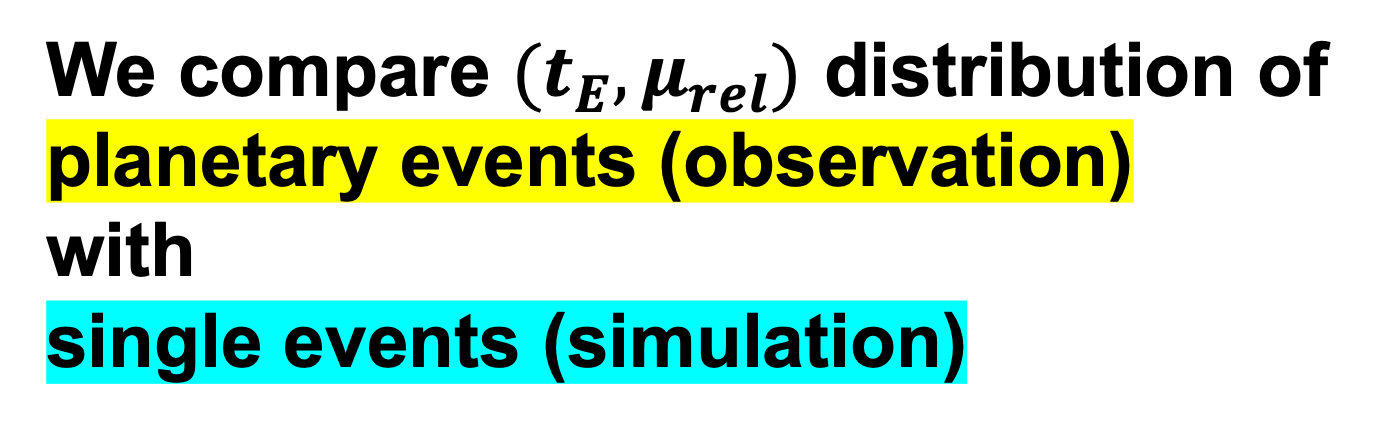 We compare (t_E, μ_rel) distribution of
planetary events (observation)
with
single events (simulation)